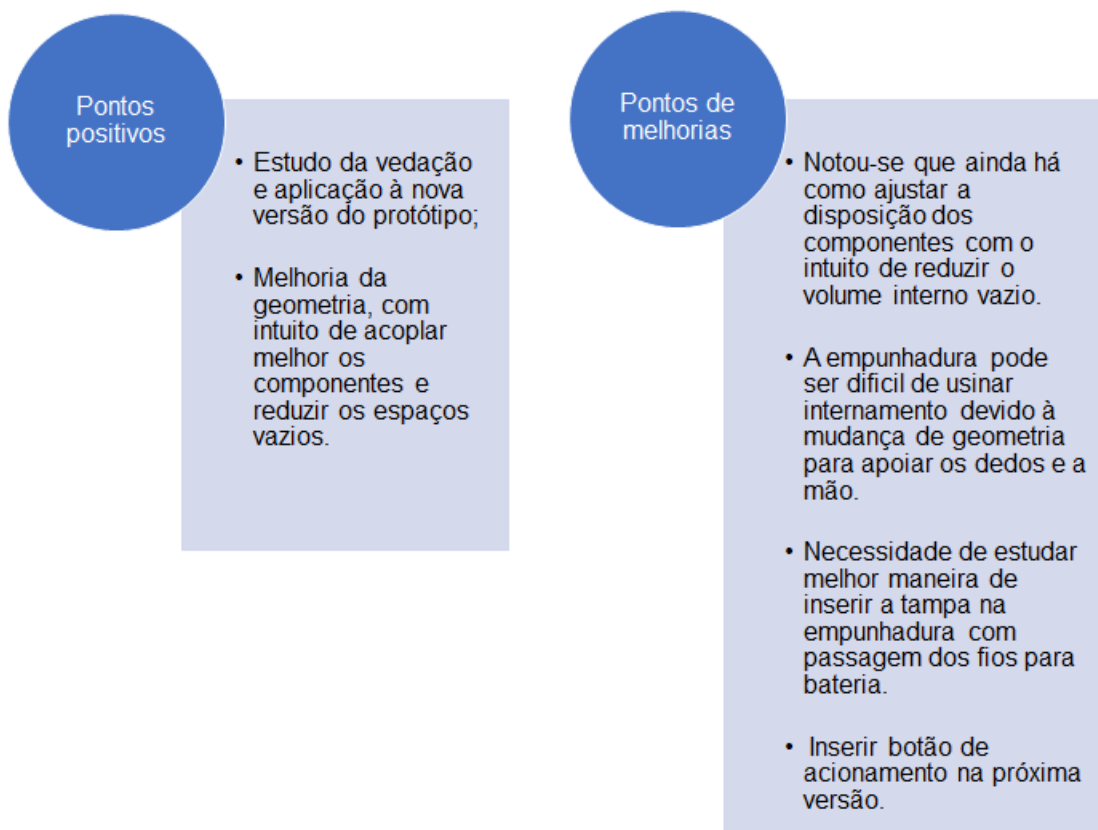 Pontos
positivos
• Estudo da vedação
e aplicação à nova
versão do protótipo;
• Melhoria da
geometria, com
intuito de acoplar
melhor os
componentes e
reduzir os espaços
vazios.
Pontos de
melhorias
• Notou-se que ainda há
como ajustar a
disposição dos
componentes com o
intuito de reduzir o
volume interno vazio.
• A empunhadura pode
ser dificil de usinar
internamento devido à
mudança de geometria
para apoiar os dedos e a
mão.
• Necessidade de estudar
melhor maneira de
inserir a tampa na
empunhadura com
passagem dos fios para
bateria.
• Inserir botão de
acionamento na próxima
versão.